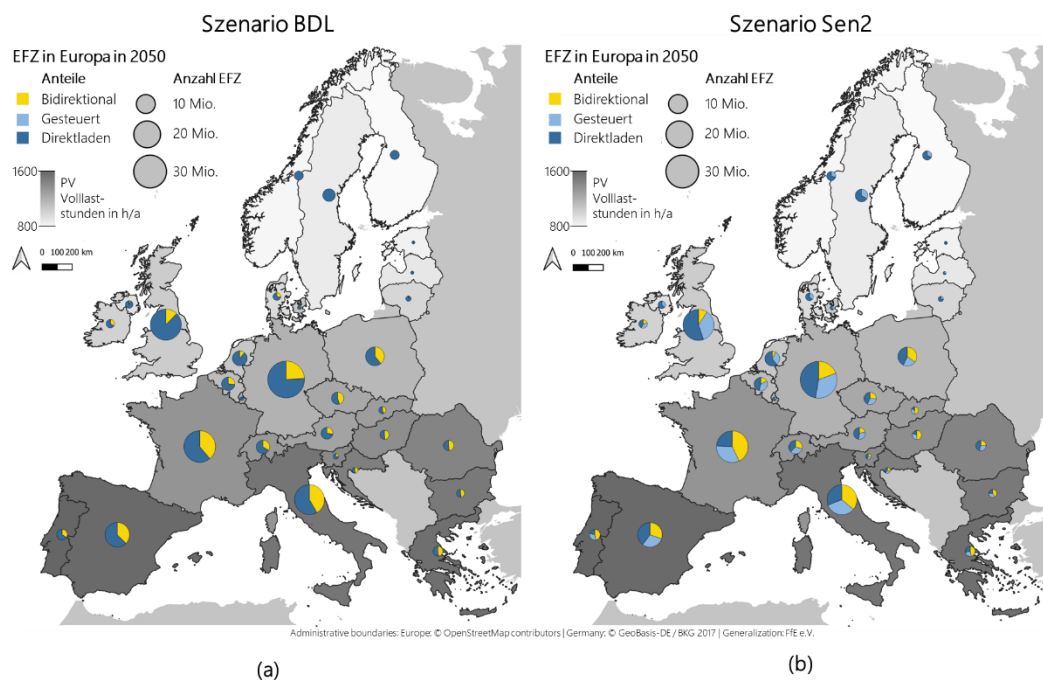 Szenario BDL
EFZ in Europa in 2050
Anteile
Bidirektional
Gesteuert
Direktladen
Anzahl EFZ
10 Mio.
20 Mio.
30 Mio.
1600
800
PV
Volllast-
stunden in h/a
0 100 200 km
Szenario Sen2
EFZ in Europa in 2050
Anteile
Bidirektional
Gesteuert
Direktladen
Anzahl EFZ
10 Mio.
20 Mio.
30 Mio.
1600
800
PV
Volllast-
stunden in h/a
0 100 200 km
Administrative boundaries: Europe: © OpenStreetMap contributors | Germany: © GeoBasis-DE / BKG 2017 | Generalization: FfE e.V.
(a)
(b)